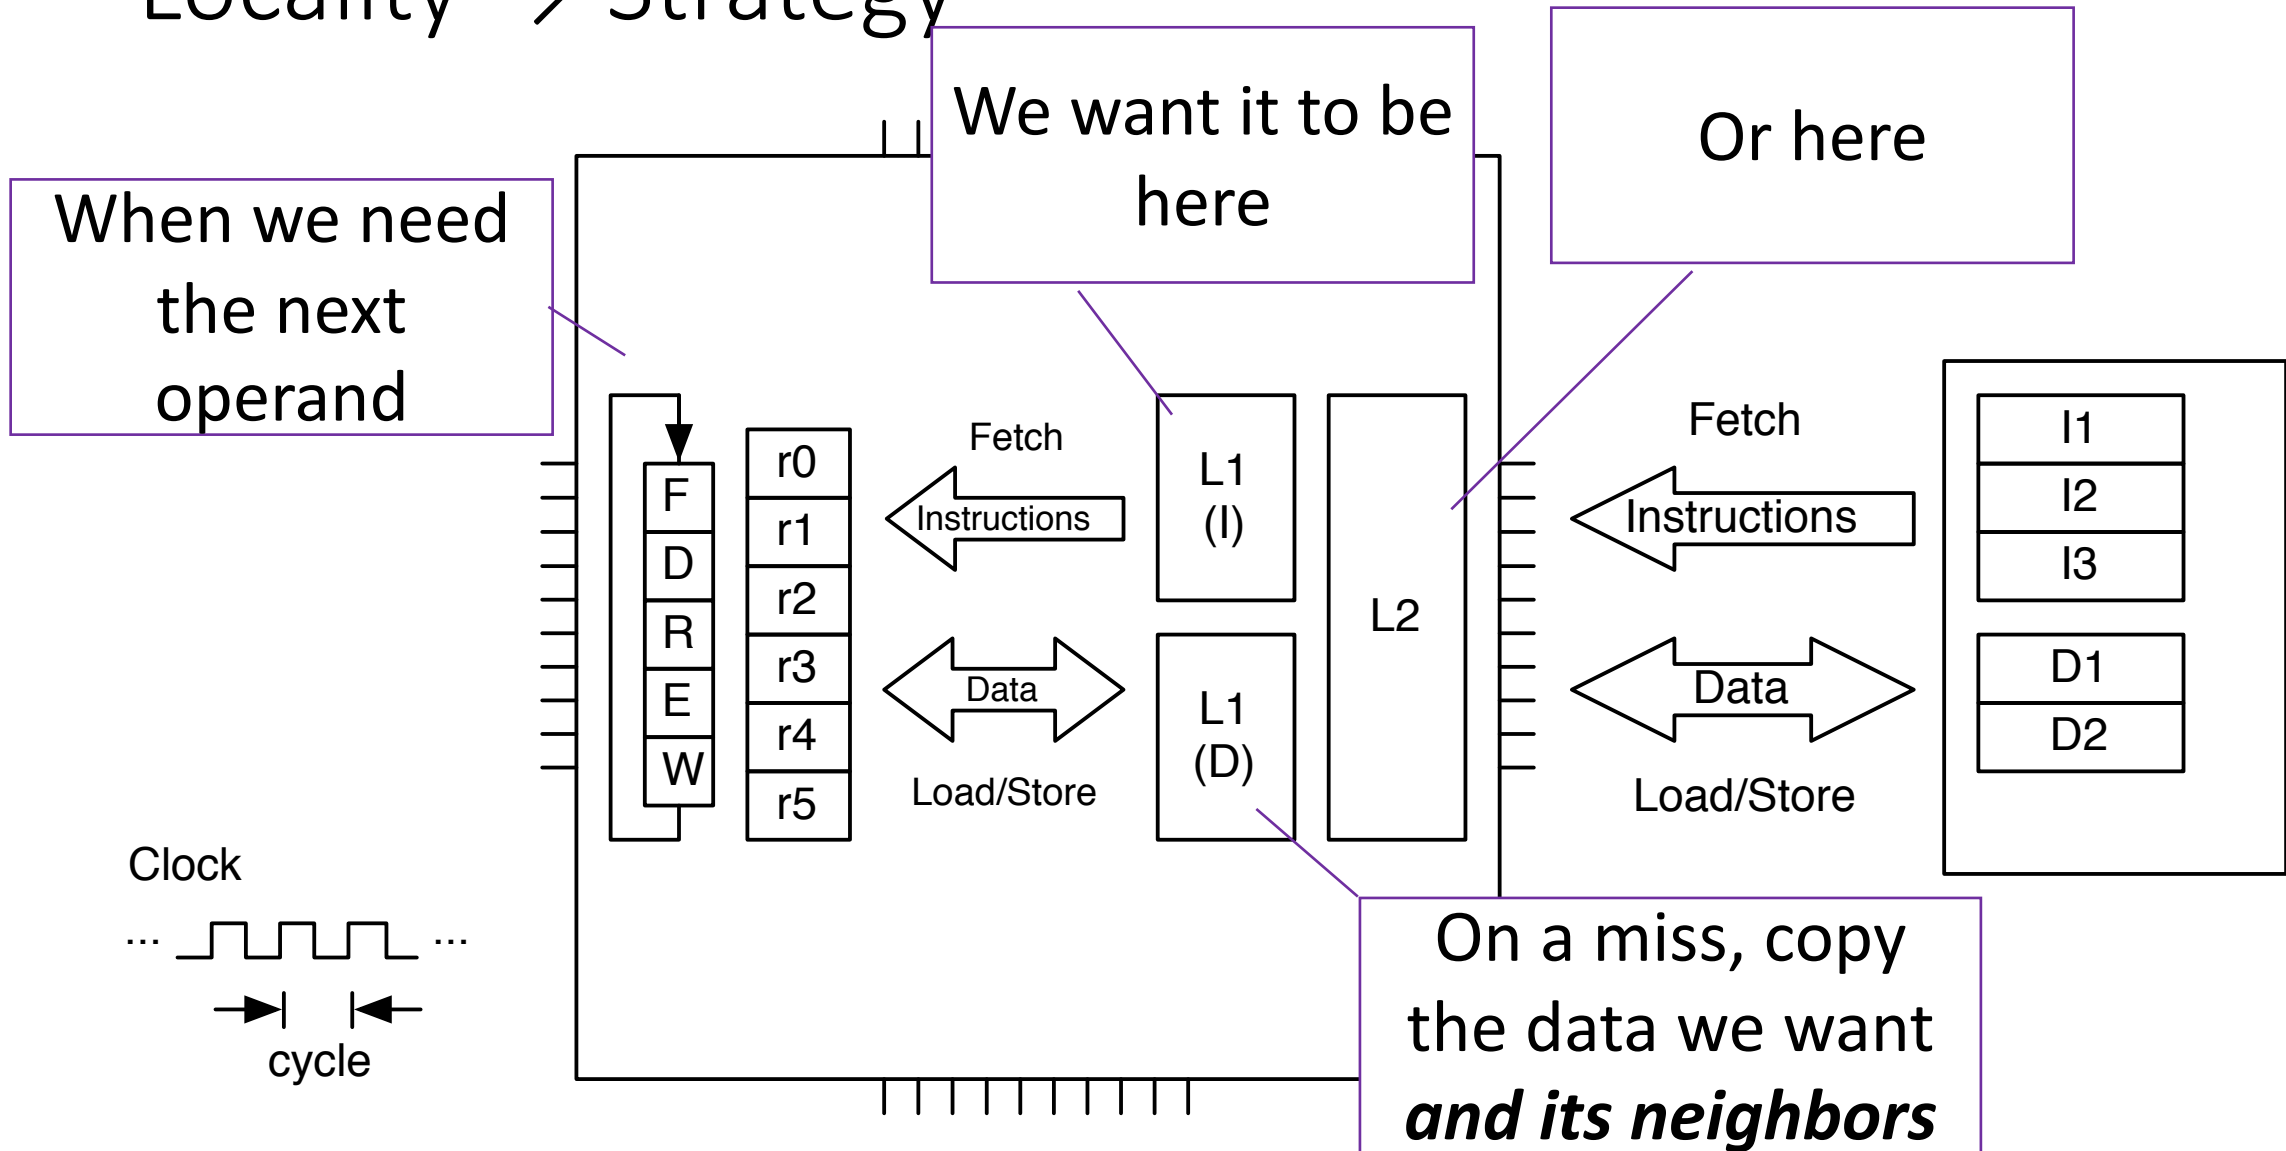 Locality → Strategy
We want it to be
here
Or here
When we need
the next
operand
F
D
R
E
W
r0
r1
r2
r3
r4
r5
Fetch
Instructions
Data
Load/Store
L1
(I)
L1
(D)
L2
Fetch
Instructions
Data
Load/Store
I1
I2
I3
D1
D2
Clock
... ...
cycle
On a miss, copy
the data we want
and its neighbors